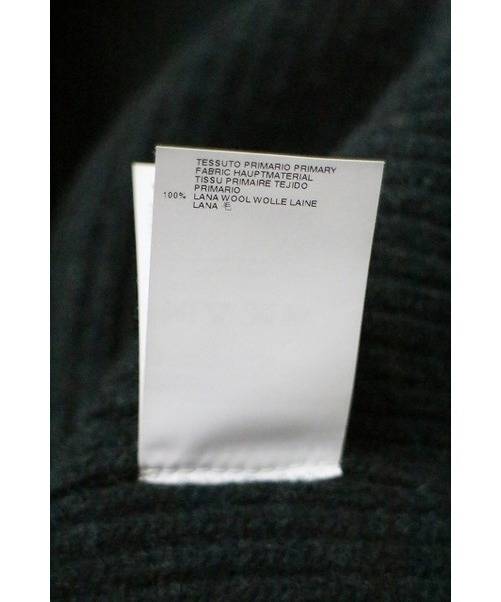 TESSUTO PRIMARIO PRIMARY
FABRIC HAUPTMATERIAL
TISSU PRIMAIRE TEJIDO
PRIMARIO
100% LANA WOOL WOLLE LAINE
LANA 毛